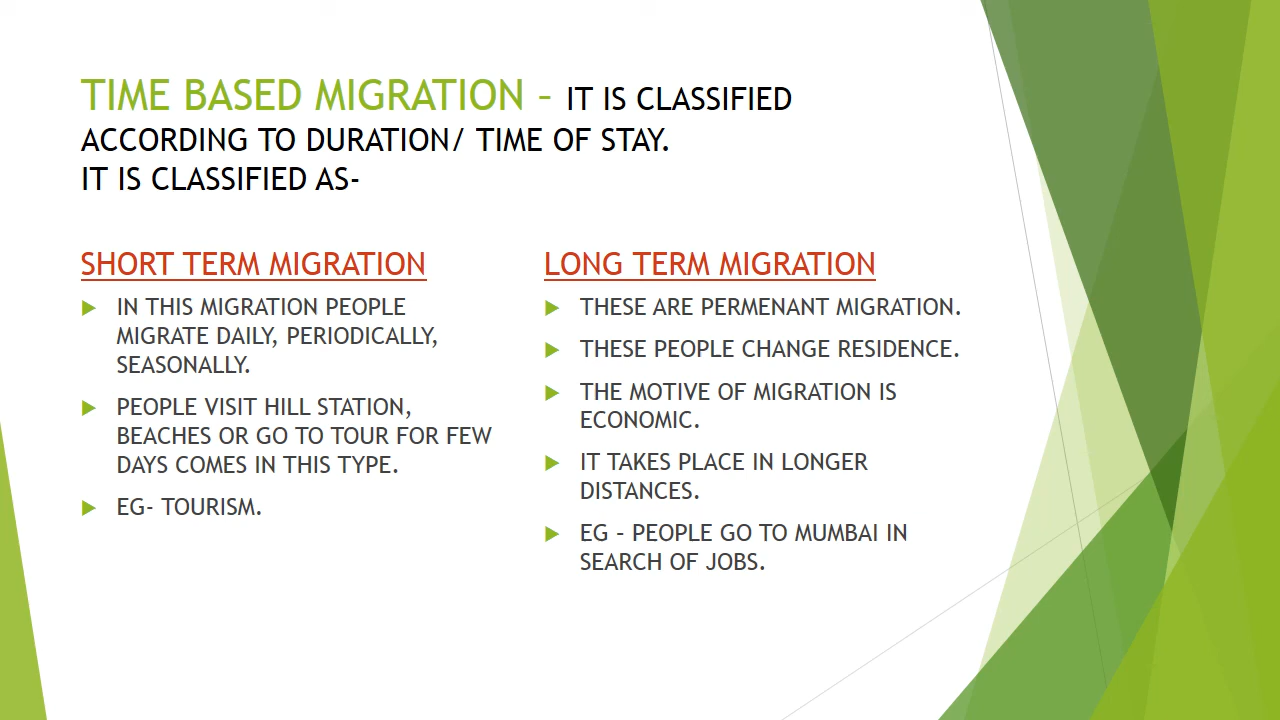 TIME BASED MIGRATION – IT IS CLASSIFIED
ACCORDING TO DURATION/ TIME OF STAY.
IT IS CLASSIFIED AS-
SHORT TERM MIGRATION
IN THIS MIGRATION PEOPLE
MIGRATE DAILY, PERIODICALLY,
SEASONALLY.
PEOPLE VISIT HILL STATION,
BEACHES OR GO TO TOUR FOR FEW
DAYS COMES IN THIS TYPE.
EG- TOURISM.
LONG TERM MIGRATION
THESE ARE PERMENANT MIGRATION.
THESE PEOPLE CHANGE RESIDENCE.
THE MOTIVE OF MIGRATION IS
ECONOMIC.
IT TAKES PLACE IN LONGER
DISTANCES.
EG – PEOPLE GO TO MUMBAI IN
SEARCH OF JOBS.